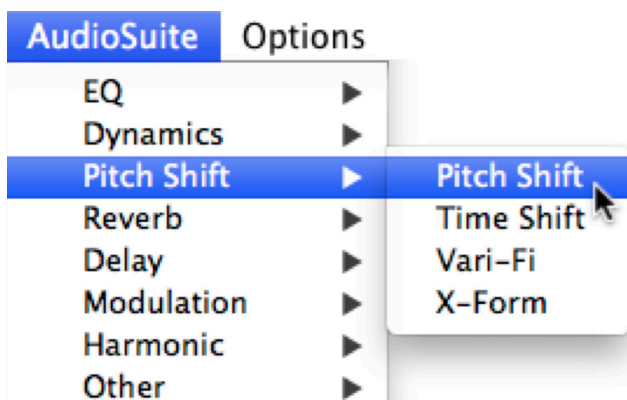 AudioSuite Options
EQ
Dynamics
Pitch Shift
Reverb
Delay
Modulation
Harmonic
Other
Pitch Shift
Time Shift
Vari-Fi
X-Form